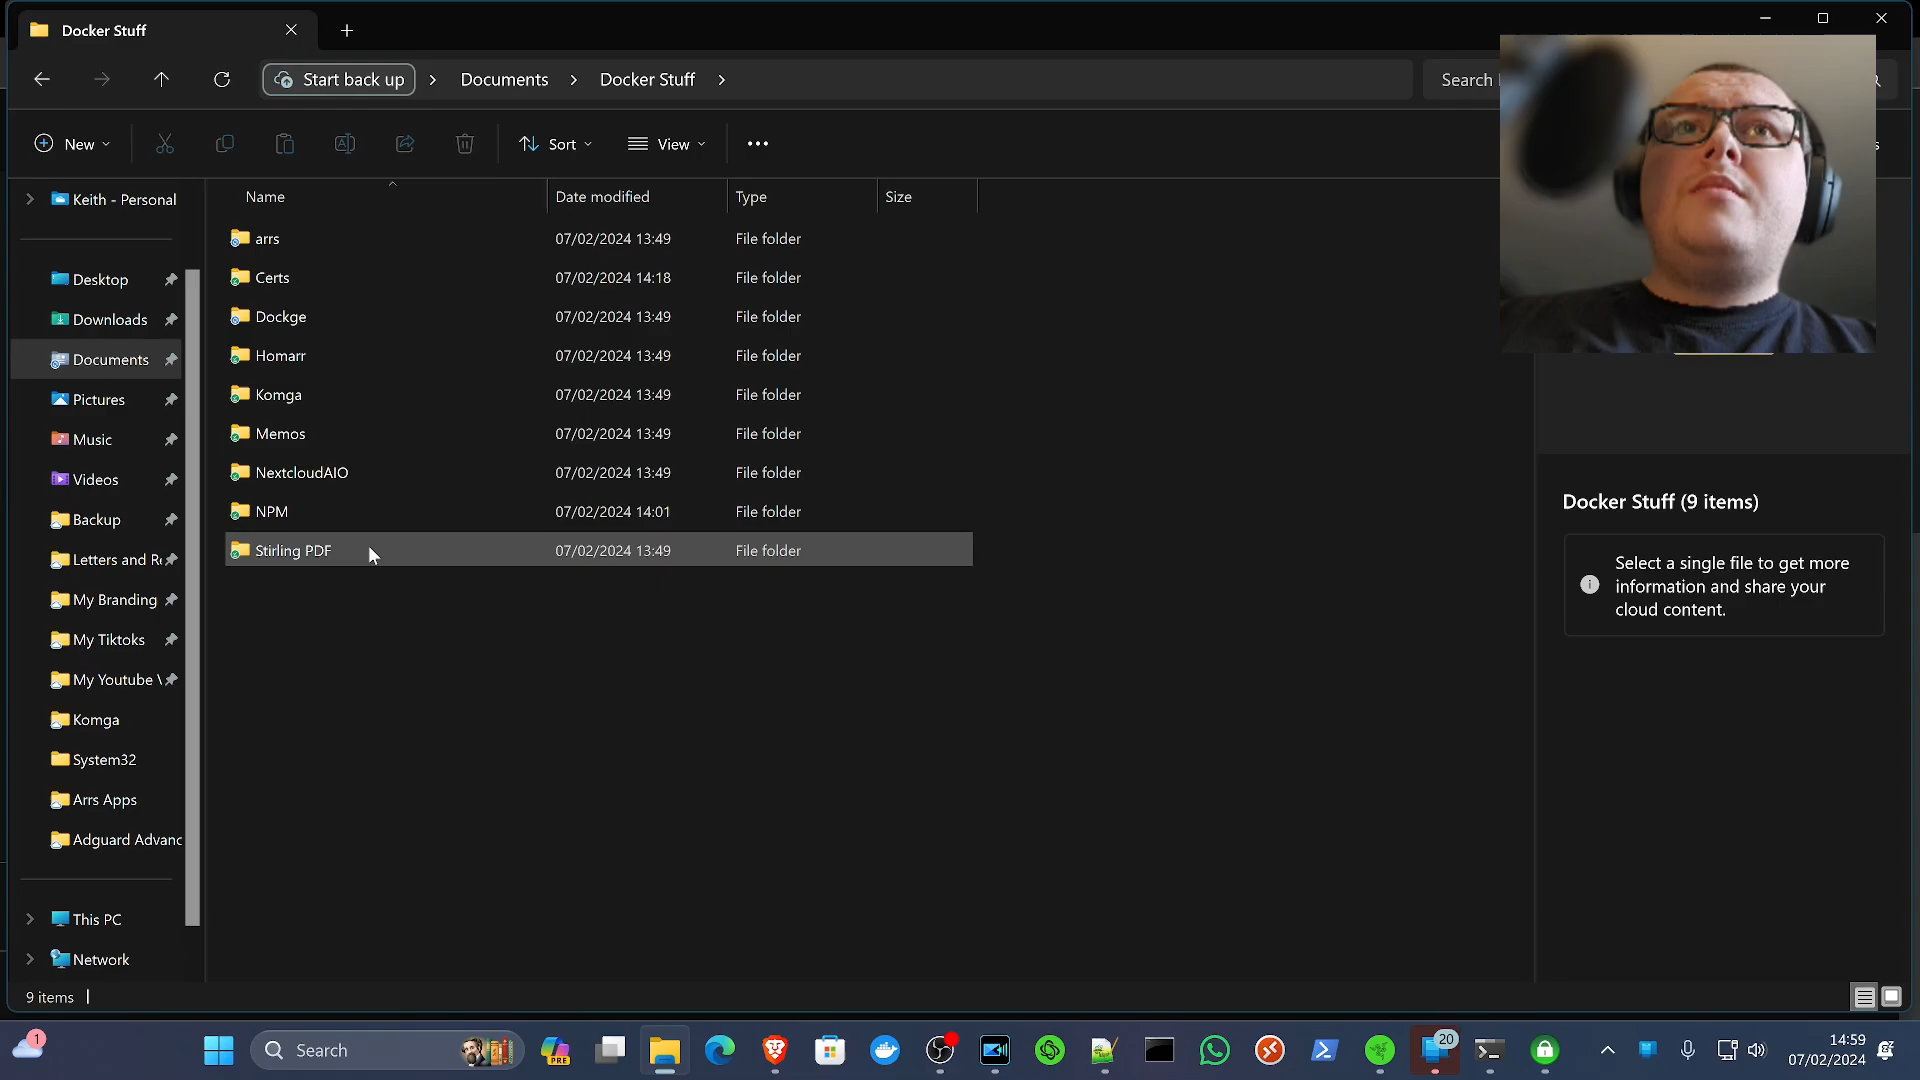 Docker Stuff
Start back up > Documents > Docker Stuff >
Search
New
Sort
View
Keith - Personal
Desktop
Downloads
Documents
Pictures
Music
Videos
Backup
Letters and Re
My Branding
My Tiktoks
My Youtube V
Komga
System32
Arrs Apps
Adguard Advanc
This PC
Network
Name Date modified Type Size
arrs 07/02/2024 13:49 File folder
Certs 07/02/2024 14:18 File folder
Dockge 07/02/2024 13:49 File folder
Homarr 07/02/2024 13:49 File folder
Komga 07/02/2024 13:49 File folder
Memos 07/02/2024 13:49 File folder
NextcloudAIO 07/02/2024 13:49 File folder
NPM 07/02/2024 14:01 File folder
Stirling PDF 07/02/2024 13:49 File folder
Docker Stuff (9 items)
Select a single file to get more
information and share your
cloud content.
9 items
1
Search
PRE
20
14:59
07/02/2024